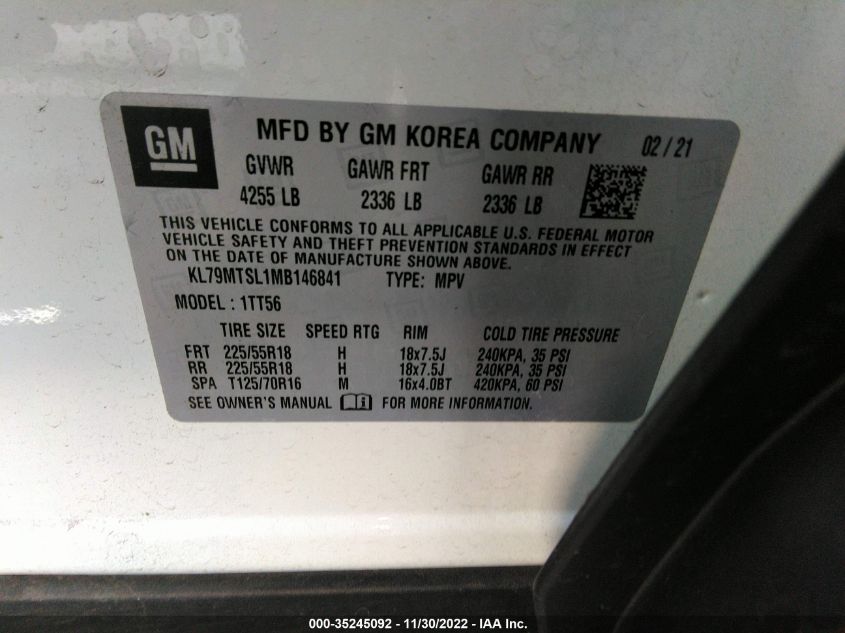 GM MFD BY GM KOREA COMPANY 02 / 21
GVWR GAWR FRT GAWR RR
4255 LB 2336 LB 2336 LB
THIS VEHICLE CONFORMS TO ALL APPLICABLE U.S. FEDERAL MOTOR
VEHICLE SAFETY AND THEFT PREVENTION STANDARDS IN EFFECT
ON THE DATE OF MANUFACTURE SHOWN ABOVE.
KL79MTSL1MB146841 TYPE: MPV
MODEL : 1TT56
TIRE SIZE SPEED RTG RIM COLD TIRE PRESSURE
FRT 225/55R18 H 18x7.5J 240KPA, 35 PSI
RR 225/55R18 H 18x7.5J 240KPA, 35 PSI
SPA T125/70R16 M 16x4.0BT 420KPA, 60 PSI
SEE OWNER'S MANUAL FOR MORE INFORMATION.
000-35245092 - 11/30/2022 - IAA Inc.